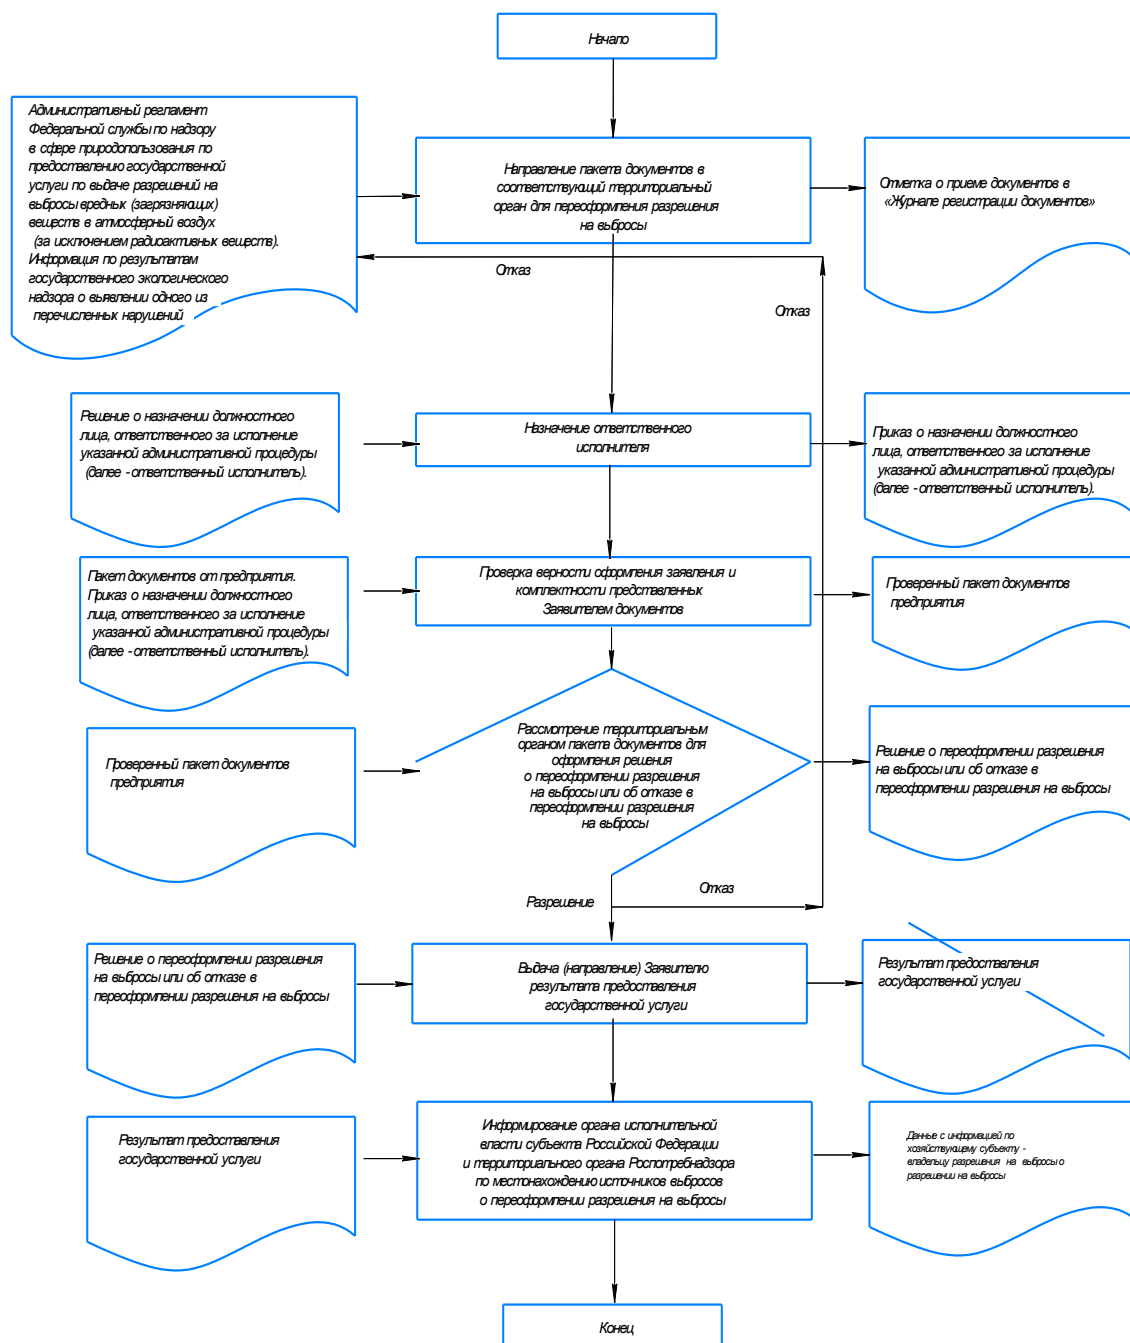 Начало
Административный регламент
Федеральной службы по надзору
в сфере природопользования по
предоставлению государственной
услуги по выдаче разрешений на
выбросы вредных (загрязняющих)
веществ в атмосферный воздух
(за исключением радиоактивных веществ).
Информация по результатам
государственного экологического
надзора о выявлении одного из
перечисленных нарушений
Направление пакета документов в
соответствующий территориальный
орган для переоформления разрешения
на выбросы
Отметка о приеме документов в
«Журнале регистрации документов»
Отказ
Отказ
Решение о назначении должностного
лица, ответственного за исполнение
указанной административной процедуры
(далее - ответственный исполнитель).
Назначение ответственного
исполнителя
Приказ о назначении должностного
лица, ответственного за исполнение
указанной административной процедуры
(далее - ответственный исполнитель).
Пакет документов от предприятия.
Приказ о назначении должностного
лица, ответственного за исполнение
указанной административной процедуры
(далее - ответственный исполнитель).
Проверка верности оформления заявления и
комплектности представленных
Заявителем документов
Проверенный пакет документов
предприятия
Проверенный пакет документов
предприятия
Рассмотрение территориальным
органом пакета документов для
оформления решения
о переоформлении разрешения
на выбросы или об отказе в
переоформлении разрешения
на выбросы
Решение о переоформлении разрешения
на выбросы или об отказе в
переоформлении разрешения на выбросы
Разрешение
Отказ
Решение о переоформлении разрешения
на выбросы или об отказе в
переоформлении разрешения на выбросы
Выдача (направление) Заявителю
результата предоставления
государственной услуги
Результат предоставления
государственной услуги
Результат предоставления
государственной услуги
Информирование органа исполнительной
власти субъекта Российской Федерации
и территориального органа Роспотребнадзора
по местонахождению источников выбросов
о переоформлении разрешения на выбросы
Данные с информацией по
хозяйствующему субъекту -
владельцу разрешения на выбросы о
разрешении на выбросы
Конец